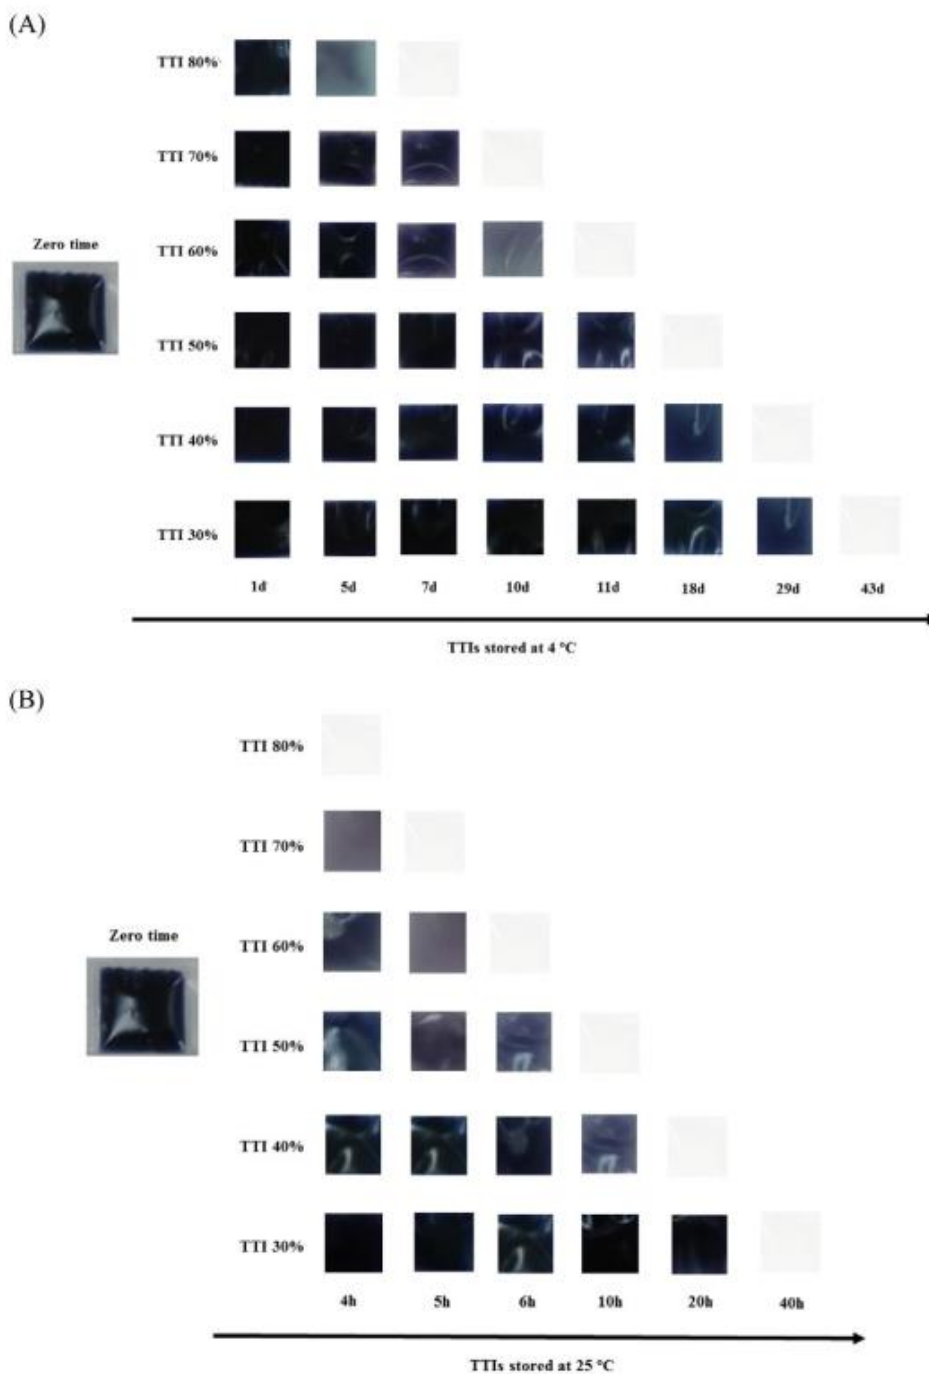 (A)
TTI 80%
TTI 70%
Zero time
TTI 60%
TTI 50%
TTI 40%
TTI 30%
1d 5d 7d 10d 11d 18d 29d 43d
TTIs stored at 4 °C
(B)
TTI 80%
TTI 70%
Zero time
TTI 60%
TTI 50%
TTI 40%
TTI 30%
4h 5h 6h 10h 20h 40h
TTIs stored at 25 °C